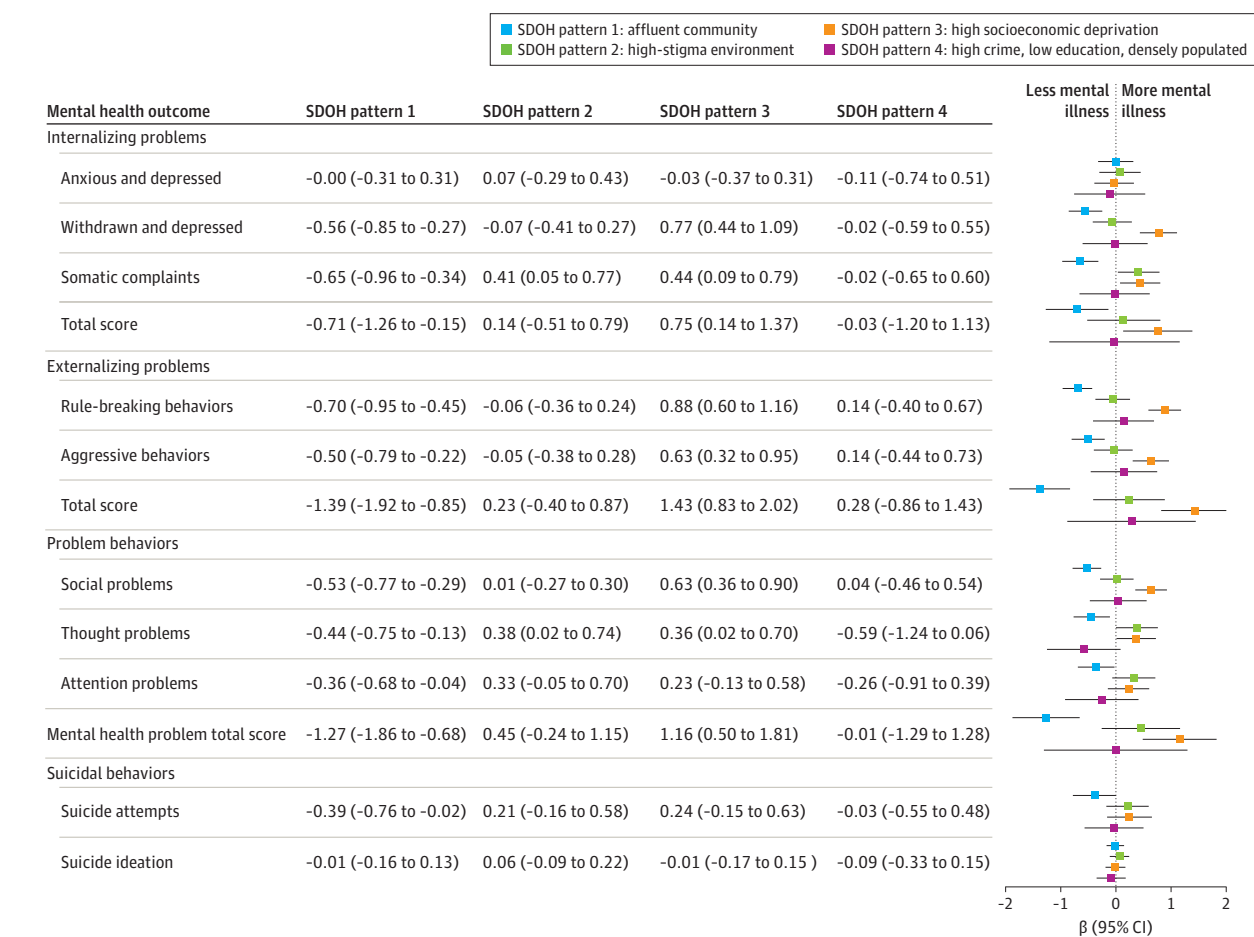 SDOH pattern 1: affluent community SDOH pattern 3: high socioeconomic deprivation
SDOH pattern 2: high-stigma environment SDOH pattern 4: high crime, low education, densely populated
Less mental illness More mental illness
Mental health outcome SDOH pattern 1 SDOH pattern 2 SDOH pattern 3 SDOH pattern 4
Internalizing problems
Anxious and depressed -0.00 (-0.31 to 0.31) 0.07 (-0.29 to 0.43) -0.03 (-0.37 to 0.31) -0.11 (-0.74 to 0.51)
Withdrawn and depressed -0.56 (-0.85 to -0.27) -0.07 (-0.41 to 0.27) 0.77 (0.44 to 1.09) -0.02 (-0.59 to 0.55)
Somatic complaints -0.65 (-0.96 to -0.34) 0.41 (0.05 to 0.77) 0.44 (0.09 to 0.79) -0.02 (-0.65 to 0.60)
Total score -0.71 (-1.26 to -0.15) 0.14 (-0.51 to 0.79) 0.75 (0.14 to 1.37) -0.03 (-1.20 to 1.13)
Externalizing problems
Rule-breaking behaviors -0.70 (-0.95 to -0.45) -0.06 (-0.36 to 0.24) 0.88 (0.60 to 1.16) 0.14 (-0.40 to 0.67)
Aggressive behaviors -0.50 (-0.79 to -0.22) -0.05 (-0.38 to 0.28) 0.63 (0.32 to 0.95) 0.14 (-0.44 to 0.73)
Total score -1.39 (-1.92 to -0.85) 0.23 (-0.40 to 0.87) 1.43 (0.83 to 2.02) 0.28 (-0.86 to 1.43)
Problem behaviors
Social problems -0.53 (-0.77 to -0.29) 0.01 (-0.27 to 0.30) 0.63 (0.36 to 0.90) 0.04 (-0.46 to 0.54)
Thought problems -0.44 (-0.75 to -0.13) 0.38 (0.02 to 0.74) 0.36 (0.02 to 0.70) -0.59 (-1.24 to 0.06)
Attention problems -0.36 (-0.68 to -0.04) 0.33 (-0.05 to 0.70) 0.23 (-0.13 to 0.58) -0.26 (-0.91 to 0.39)
Mental health problem total score -1.27 (-1.86 to -0.68) 0.45 (-0.24 to 1.15) 1.16 (0.50 to 1.81) -0.01 (-1.29 to 1.28)
Suicidal behaviors
Suicide attempts -0.39 (-0.76 to -0.02) 0.21 (-0.16 to 0.58) 0.24 (-0.15 to 0.63) -0.03 (-0.55 to 0.48)
Suicide ideation -0.01 (-0.16 to 0.13) 0.06 (-0.09 to 0.22) -0.01 (-0.17 to 0.15 ) -0.09 (-0.33 to 0.15)
-2 -1 0 1 2
β (95% CI)